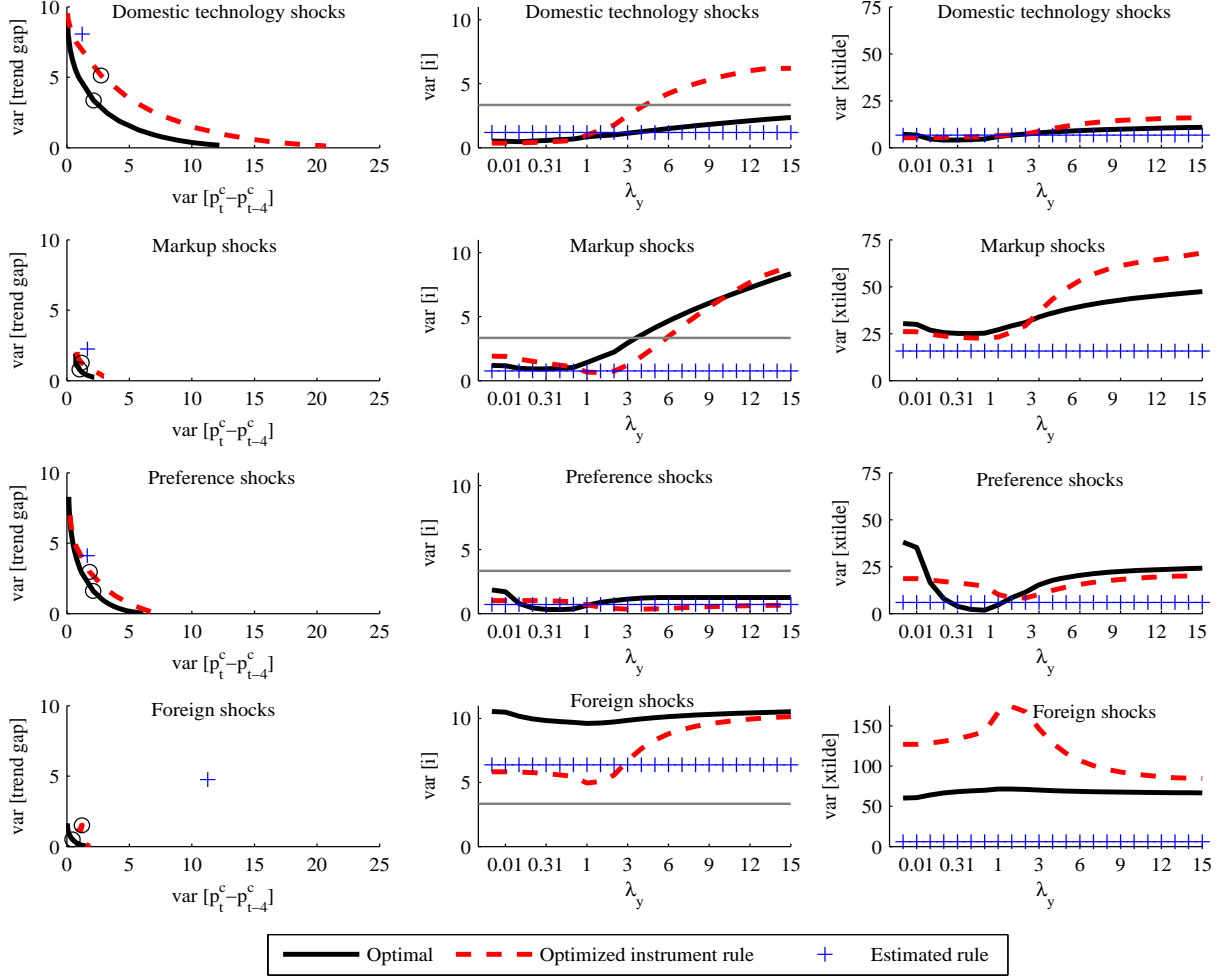 Domestic technology shocks
var [trend gap]
10
5
0
0 5 10 15 20 25
var [p_t^c−p_{t−4}^c]
Domestic technology shocks
var [i]
10
5
0
0.01 0.31 1 3 6 9 12 15
λ_y
Domestic technology shocks
var [xtilde]
75
50
25
0
0.01 0.31 1 3 6 9 12 15
λ_y
Markup shocks
var [trend gap]
10
5
0
0 5 10 15 20 25
var [p_t^c−p_{t−4}^c]
Markup shocks
var [i]
10
5
0
0.01 0.31 1 3 6 9 12 15
λ_y
Markup shocks
var [xtilde]
75
50
25
0
0.01 0.31 1 3 6 9 12 15
λ_y
Preference shocks
var [trend gap]
10
5
0
0 5 10 15 20 25
var [p_t^c−p_{t−4}^c]
Preference shocks
var [i]
10
5
0
0.01 0.31 1 3 6 9 12 15
λ_y
Preference shocks
var [xtilde]
75
50
25
0
0.01 0.31 1 3 6 9 12 15
λ_y
Foreign shocks
var [trend gap]
10
5
0
0 5 10 15 20 25
var [p_t^c−p_{t−4}^c]
Foreign shocks
var [i]
10
5
0
0.01 0.31 1 3 6 9 12 15
λ_y
Foreign shocks
var [xtilde]
150
100
50
0
0.01 0.31 1 3 6 9 12 15
λ_y
Optimal Optimized instrument rule Estimated rule